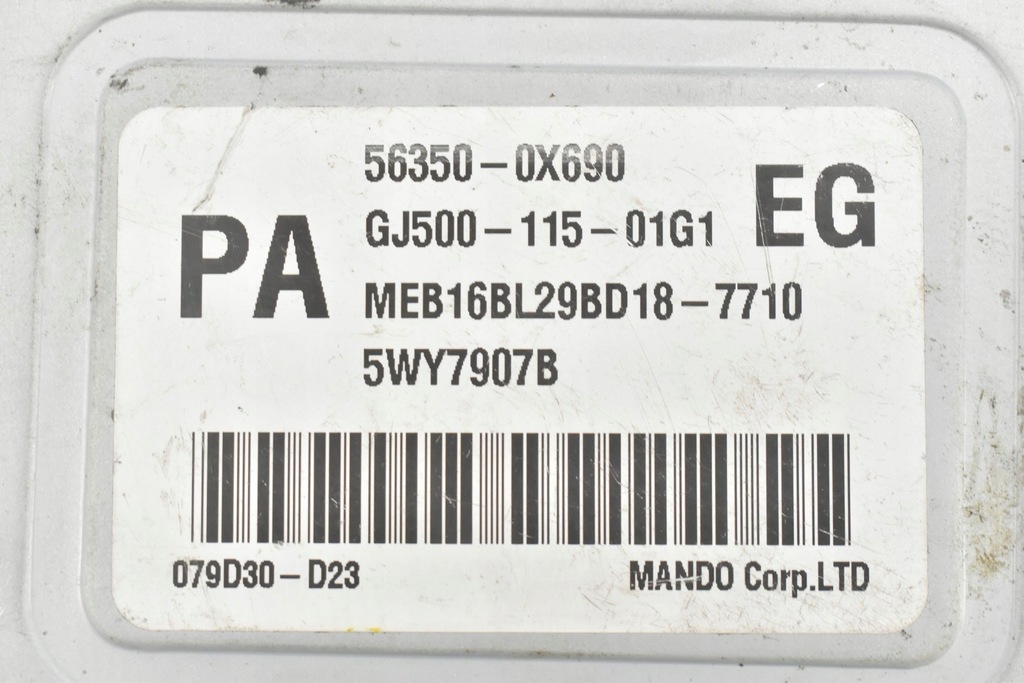 56350-0X690
EG
GJ500-115-01G1
PA
MEB16BL29BD18-7710
5WY7907B
079D30-D23
MANDO Corp.LTD